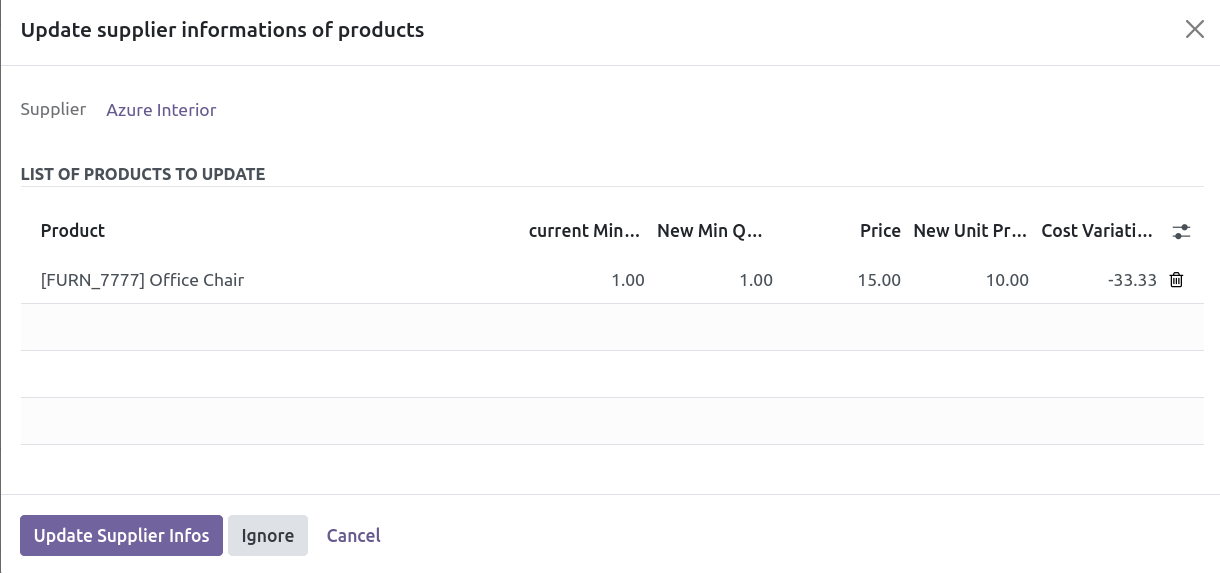 Update supplier informations of products
Supplier Azure Interior
LIST OF PRODUCTS TO UPDATE
Product current Min... New Min Q... Price New Unit Pr... Cost Variati...
[FURN_7777] Office Chair 1.00 1.00 15.00 10.00 -33.33
Update Supplier Infos Ignore Cancel